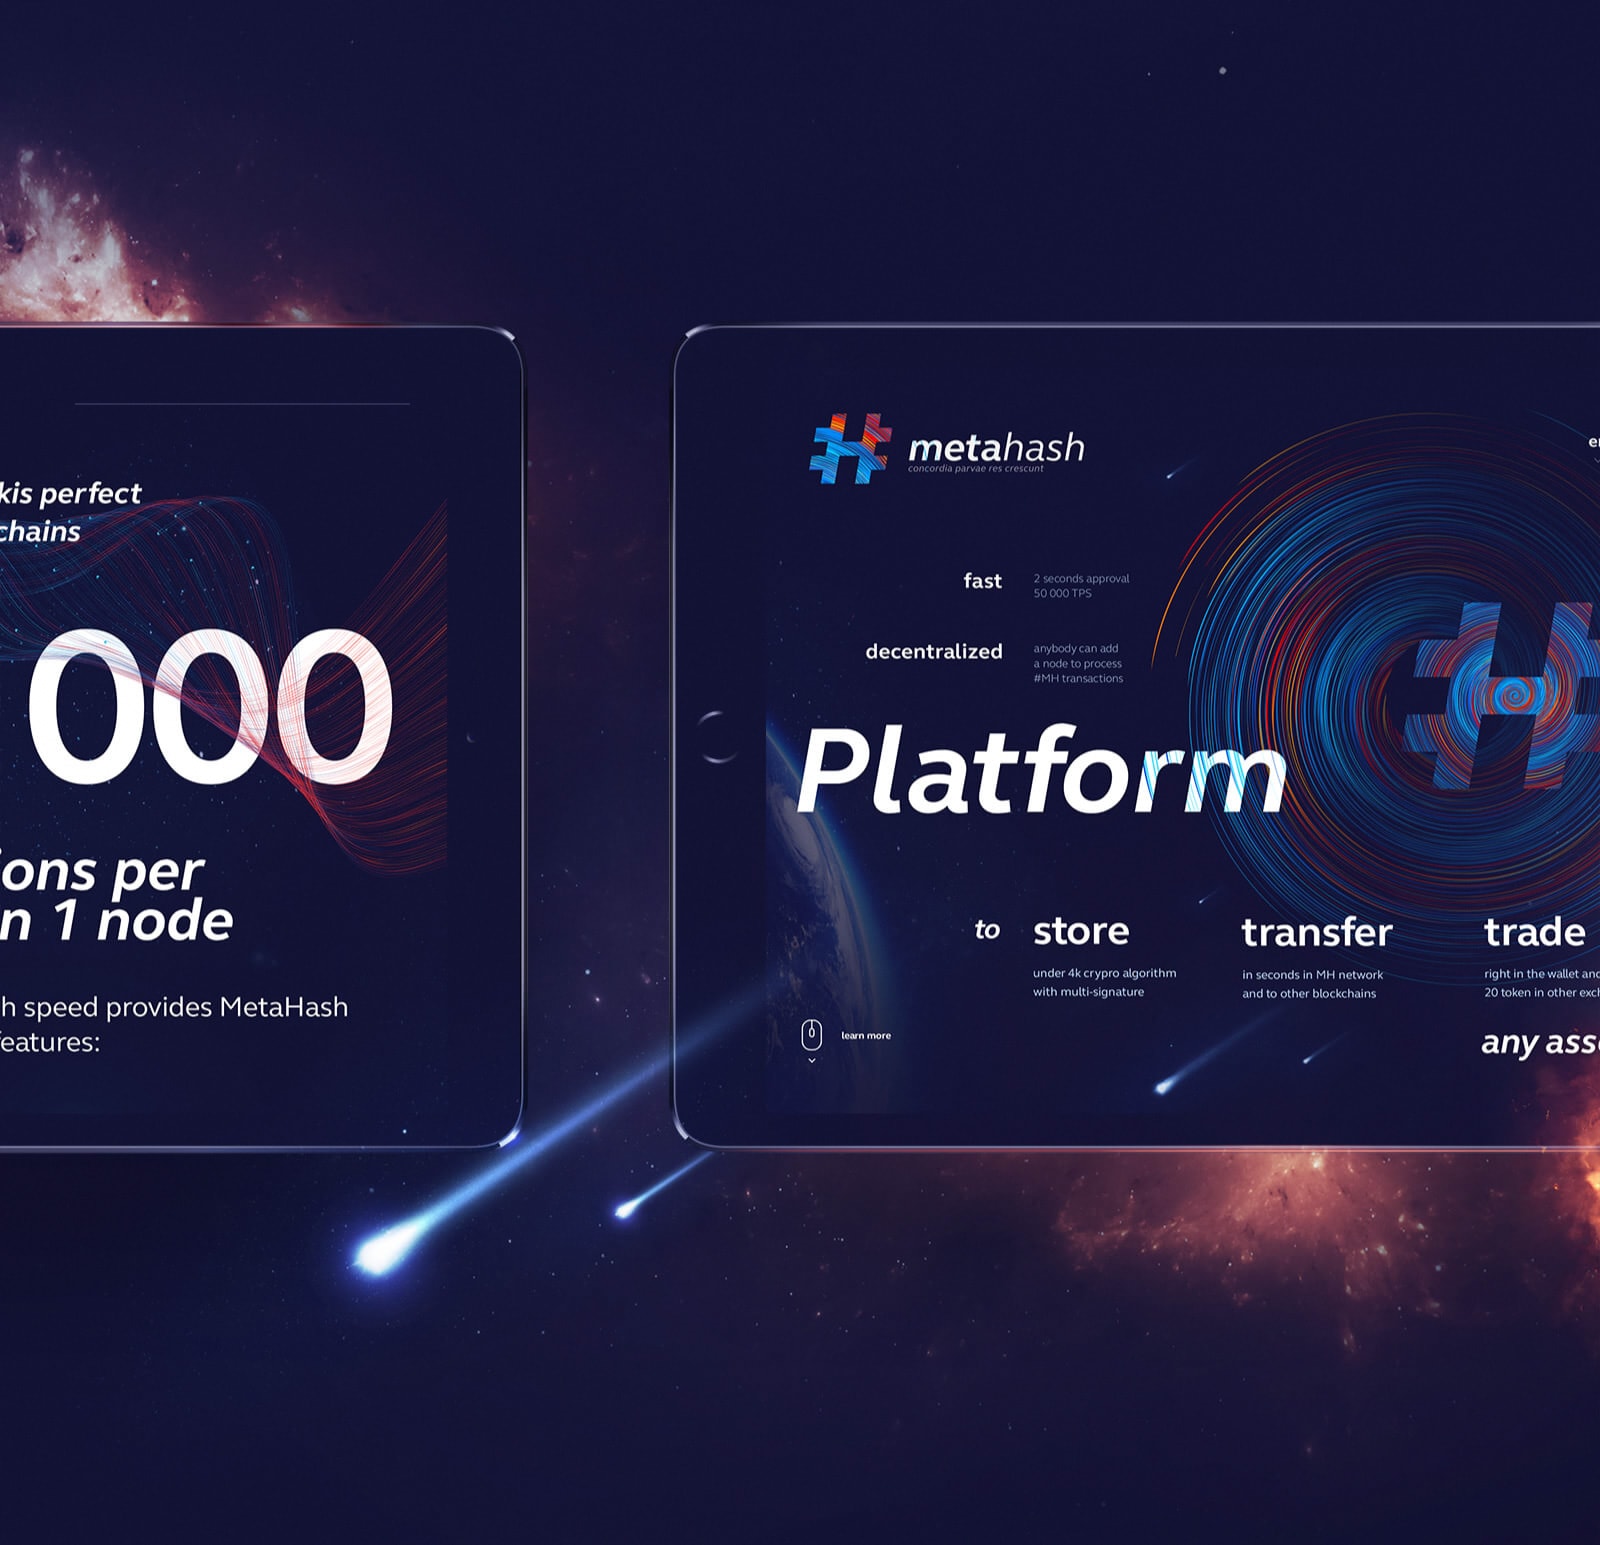 kis perfect
chains
000
ons per
n 1 node
h speed provides MetaHash
eatures:
metahash
concordia parvae res crescunt
fast
2 seconds approval
50 000 TPS
decentralized
anybody can add
a node to process
#MH transactions
Platform
to store transfer trade
under 4k crypro algorithm
with multi-signature
in seconds in MH network
and to other blockchains
right in the wallet and
20 token in other exc
learn more
any ass